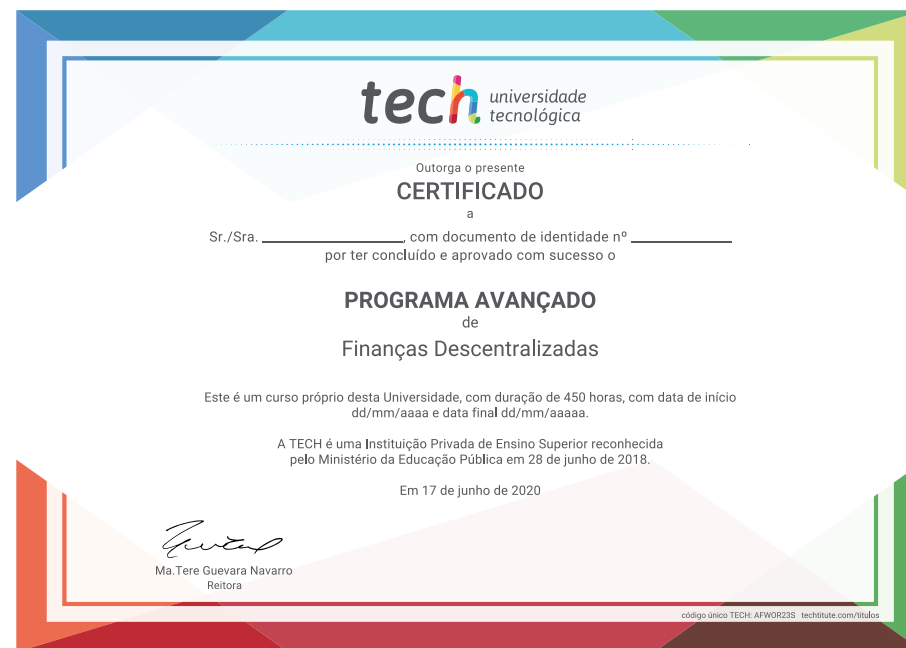 tech universidade
tecnológica
Outorga o presente
CERTIFICADO
a
Sr./Sra. ________________, com documento de identidade nº ____________
por ter concluído e aprovado com sucesso o
PROGRAMA AVANÇADO
de
Finanças Descentralizadas
Este é um curso próprio desta Universidade, com duração de 450 horas, com data de início
dd/mm/aaaa e data final dd/mm/aaaaa.
A TECH é uma Instituição Privada de Ensino Superior reconhecida
pelo Ministério da Educação Pública em 28 de junho de 2018.
Em 17 de junho de 2020
Ma.Tere Guevara Navarro
Reitora
código único TECH: AFWOR23S techtitute.com/títulos